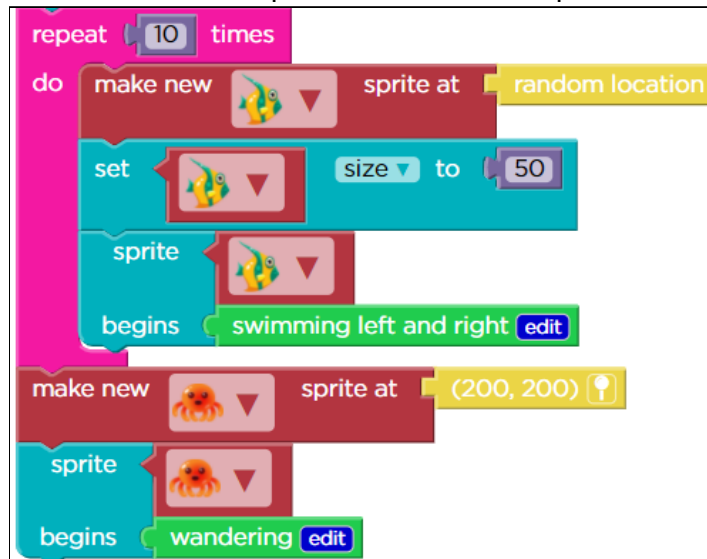 repeat 10 times
do make new sprite at random location
set size to 50
sprite
begins swimming left and right edit
make new sprite at (200, 200)
sprite
begins wandering edit